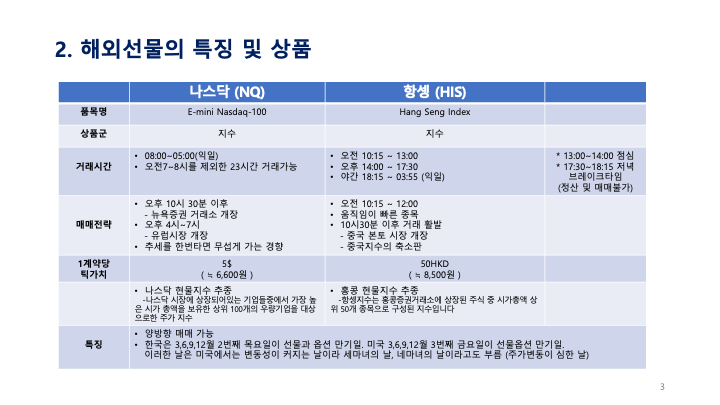 2. 해외선물의 특징 및 상품
나스닥 (NQ)
항셍 (HIS)
품목명
E-mini Nasdaq-100
Hang Seng Index
상품군
지수
지수
거래시간
• 08:00~05:00(익일)
• 오전7~8시를 제외한 23시간 거래가능
• 오전 10:15 ~ 13:00
• 오후 14:00 ~ 17:30
• 야간 18:15 ~ 03:55 (익일)
* 13:00~14:00 점심
* 17:30~18:15 저녁
브레이크타임
(정산 및 매매불가)
매매전략
• 오후 10시 30분 이후
- 뉴욕증권 거래소 개장
• 오후 4시~7시
- 유럽시장 개장
• 추세를 한번타면 무섭게 가는 경향
• 오전 10:15 ~ 12:00
• 움직임이 빠른 종목
• 10시30분 이후 거래 활발
- 중국 본토 시장 개장
- 중국지수의 축소판
1계약당
틱가치
5$
( ≒ 6,600원 )
50HKD
( ≒ 8,500원 )
• 나스닥 현물지수 추종
-나스닥 시장에 상장되어있는 기업들중에서 가장 높
은 시가 총액을 보유한 상위 100개의 우량기업을 대상
으로한 주가 지수
• 홍콩 현물지수 추종
-항셍지수는 홍콩증권거래소에 상장된 주식 중 시가총액 상
위 50개 종목으로 구성된 지수입니다
특징
• 양방향 매매 가능
• 한국은 3,6,9,12월 2번째 목요일이 선물과 옵션 만기일. 미국 3,6,9,12월 3번째 금요일이 선물옵션 만기일.
이러한 날은 미국에서는 변동성이 커지는 날이라 세마녀의 날, 네마녀의 날이라고도 부름 (주가변동이 심한 날)
3